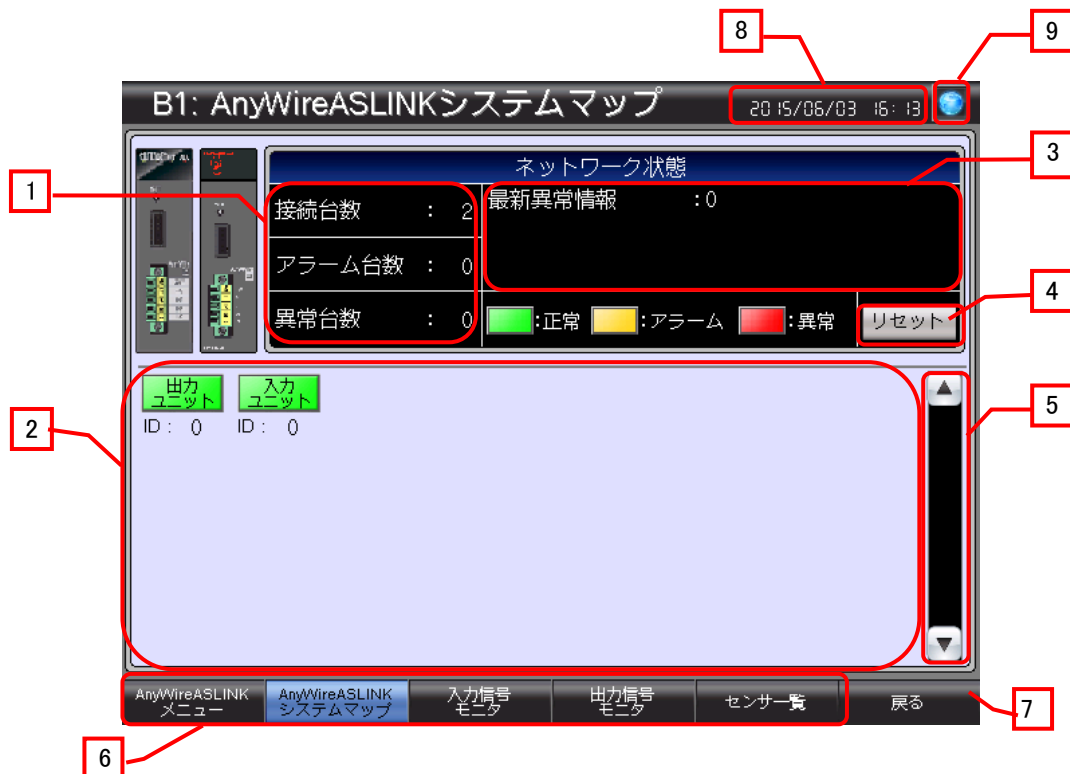 8
9
B1: AnyWireASLINKシステムマップ
2015/06/03 16:13
ネットワーク状態
3
1
接続台数 : 2
最新異常情報 :0
アラーム台数 : 0
4
異常台数 : 0
:正常 :アラーム :異常
リセット
出力
ユニット
入力
ユニット
ID : 0
ID : 0
5
2
AnyWireASLINK
メニュー
AnyWireASLINK
システムマップ
入力信号
モニタ
出力信号
モニタ
センサ一覧
戻る
7
6